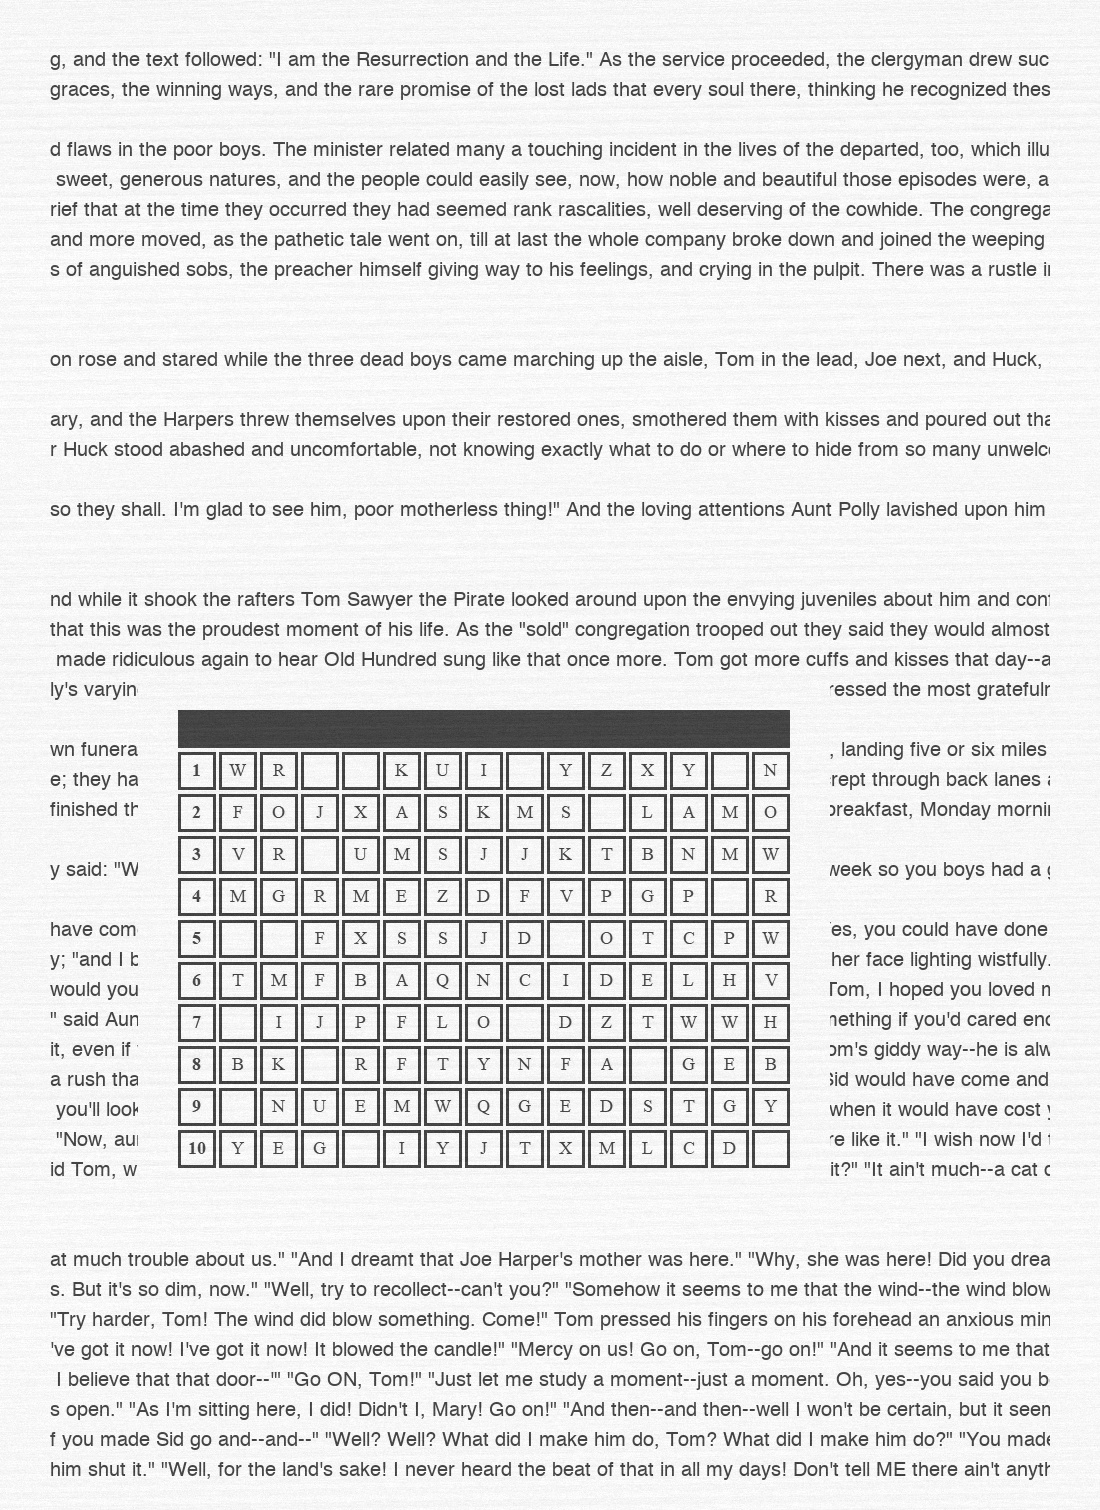 g, and the text followed: "I am the Resurrection and the Life." As the service proceeded, the clergyman drew suc
graces, the winning ways, and the rare promise of the lost lads that every soul there, thinking he recognized thes
d flaws in the poor boys. The minister related many a touching incident in the lives of the departed, too, which illu
sweet, generous natures, and the people could easily see, now, how noble and beautiful those episodes were, a
rief that at the time they occurred they had seemed rank rascalities, well deserving of the cowhide. The congrega
and more moved, as the pathetic tale went on, till at last the whole company broke down and joined the weeping
s of anguished sobs, the preacher himself giving way to his feelings, and crying in the pulpit. There was a rustle in
on rose and stared while the three dead boys came marching up the aisle, Tom in the lead, Joe next, and Huck,
ary, and the Harpers threw themselves upon their restored ones, smothered them with kisses and poured out tha
r Huck stood abashed and uncomfortable, not knowing exactly what to do or where to hide from so many unwelc
so they shall. I'm glad to see him, poor motherless thing!" And the loving attentions Aunt Polly lavished upon him
nd while it shook the rafters Tom Sawyer the Pirate looked around upon the envying juveniles about him and conf
that this was the proudest moment of his life. As the "sold" congregation trooped out they said they would almost
made ridiculous again to hear Old Hundred sung like that once more. Tom got more cuffs and kisses that day--a
ly's varyin ressed the most gratefuln
wn funera , landing five or six miles
1 W R K U I Y Z X Y N
e; they ha crept through back lanes a
finished th breakfast, Monday mornin
2 F O J X A S K M S L A M O
3 V R U M S J J K T B N M W
y said: "W week so you boys had a g
4 M G R M E Z D F V P G P R
have com Yes, you could have done
5 F X S S J D O T C P W
y; "and I b her face lighting wistfully.
6 T M F B A Q N C I D E L H V
would you Tom, I hoped you loved m
" said Aun mething if you'd cared eno
7 I J P F L O D Z T W W H
it, even if om's giddy way--he is alw
8 B K R F T Y N F A G E B
a rush tha Sid would have come and
you'll look when it would have cost y
9 N U E M W Q G E D S T G Y
"Now, au re like it." "I wish now I'd t
10 Y E G I Y J T X M L C D
id Tom, w it?" "It ain't much--a cat d
at much trouble about us." "And I dreamt that Joe Harper's mother was here." "Why, she was here! Did you drea
s. But it's so dim, now." "Well, try to recollect--can't you?" "Somehow it seems to me that the wind--the wind blow
"Try harder, Tom! The wind did blow something. Come!" Tom pressed his fingers on his forehead an anxious min
've got it now! I've got it now! It blowed the candle!" "Mercy on us! Go on, Tom--go on!" "And it seems to me that
I believe that that door--'" "Go ON, Tom!" "Just let me study a moment--just a moment. Oh, yes--you said you b
s open." "As I'm sitting here, I did! Didn't I, Mary! Go on!" "And then--and then--well I won't be certain, but it seem
f you made Sid go and--and--" "Well? Well? What did I make him do, Tom? What did I make him do?" "You made
him shut it." "Well, for the land's sake! I never heard the beat of that in all my days! Don't tell ME there ain't anyth